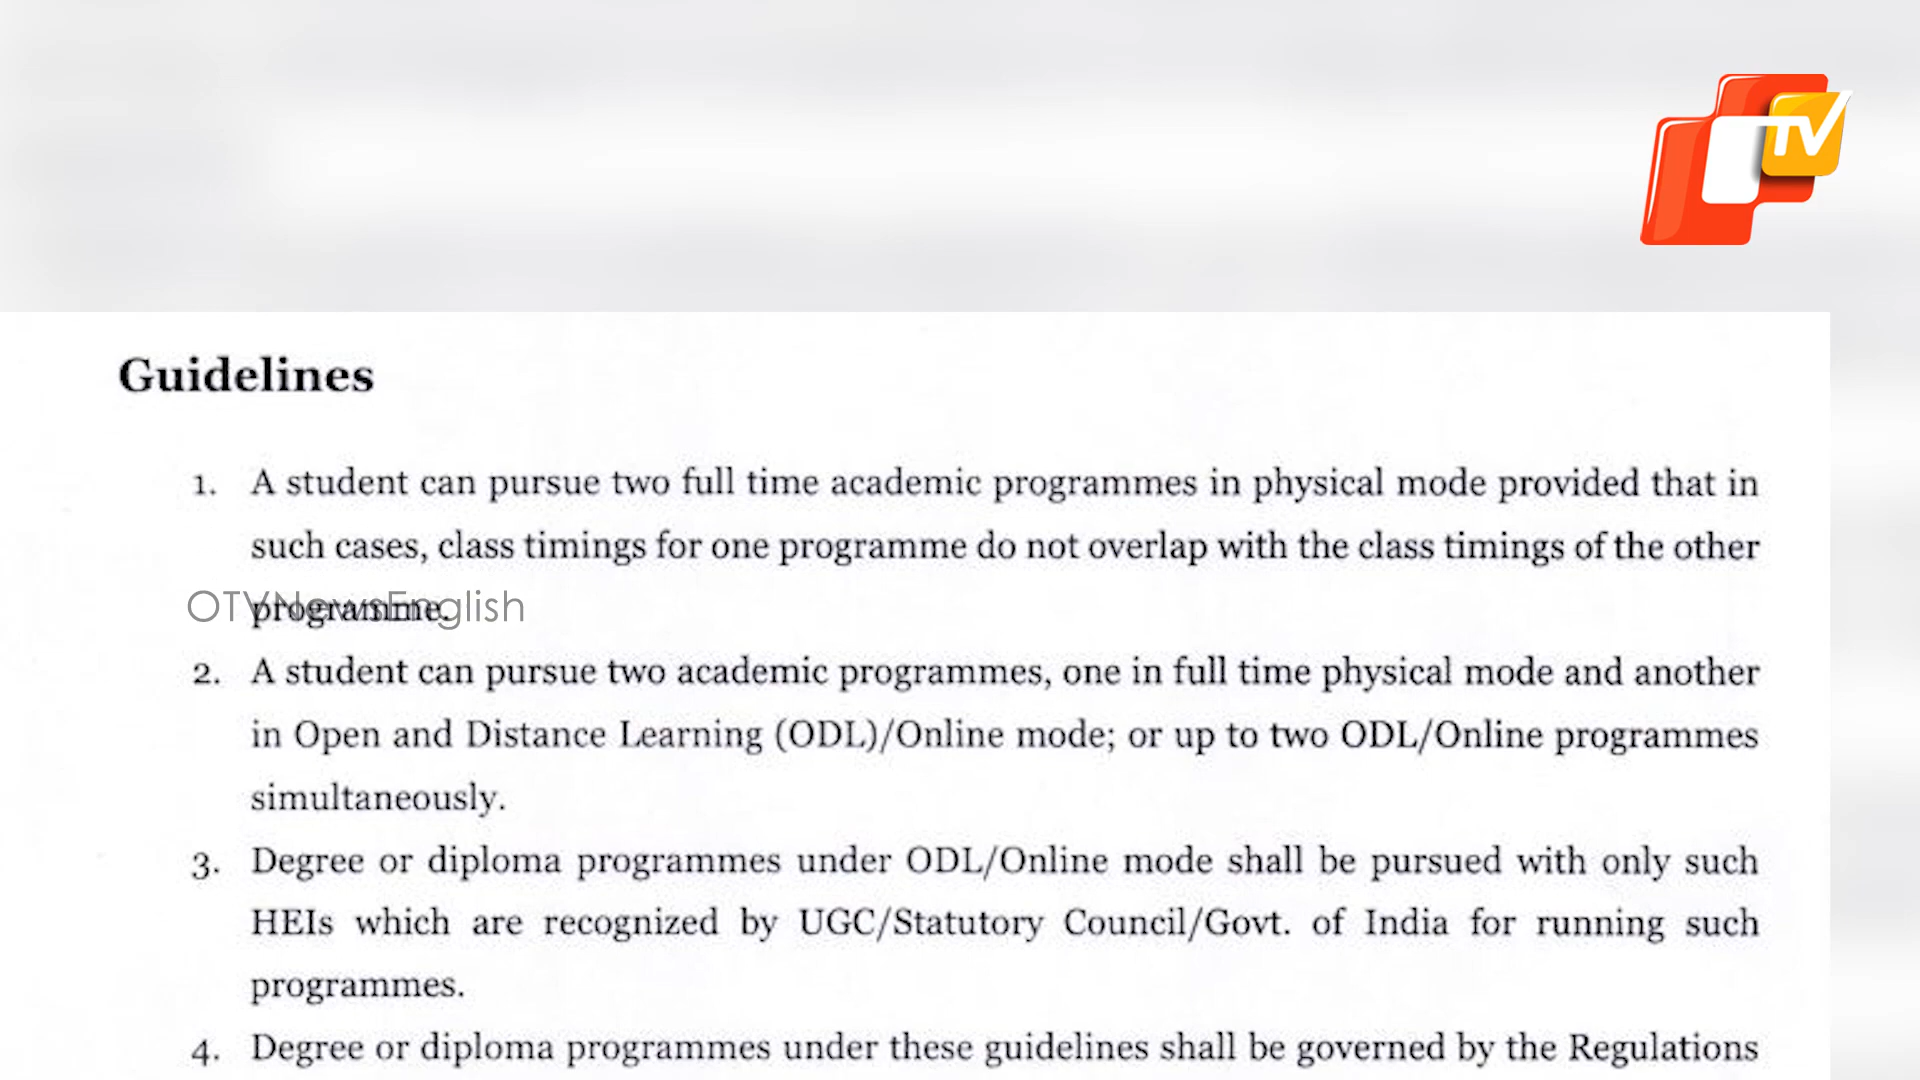 TV
Guidelines
1. A student can pursue two full time academic programmes in physical mode provided that in
such cases, class timings for one programme do not overlap with the class timings of the other
programme.
OTVNewsEnglish
2. A student can pursue two academic programmes, one in full time physical mode and another
in Open and Distance Learning (ODL)/Online mode; or up to two ODL/Online programmes
simultaneously.
3. Degree or diploma programmes under ODL/Online mode shall be pursued with only such
HEIs which are recognized by UGC/Statutory Council/Govt. of India for running such
programmes.
4. Degree or diploma programmes under these guidelines shall be governed by the Regulations